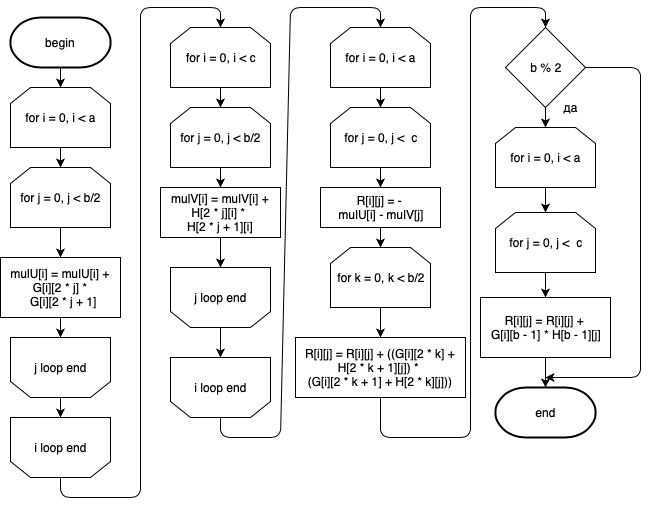 begin
for i = 0, i < a
for j = 0, j < b/2
mulU[i] = mulU[i] +
G[i][2 * j] *
G[i][2 * j + 1]
j loop end
i loop end
for i = 0, i < c
for j = 0, j < b/2
mulV[i] = mulV[i] +
H[2 * j][i] *
H[2 * j + 1][i]
j loop end
i loop end
for i = 0, i < a
for j = 0, j <  c
R[i][j] = -
mulU[i] - mulV[j]
for k = 0, k < b/2
R[i][j] = R[i][j] + ((G[i][2 * k] +
H[2 * k + 1][j]) *
(G[i][2 * k + 1] + H[2 * k][j]))
b % 2
да
for i = 0, i < a
for j = 0, j <  c
R[i][j] = R[i][j] +
G[i][b - 1] * H[b - 1][j]
end